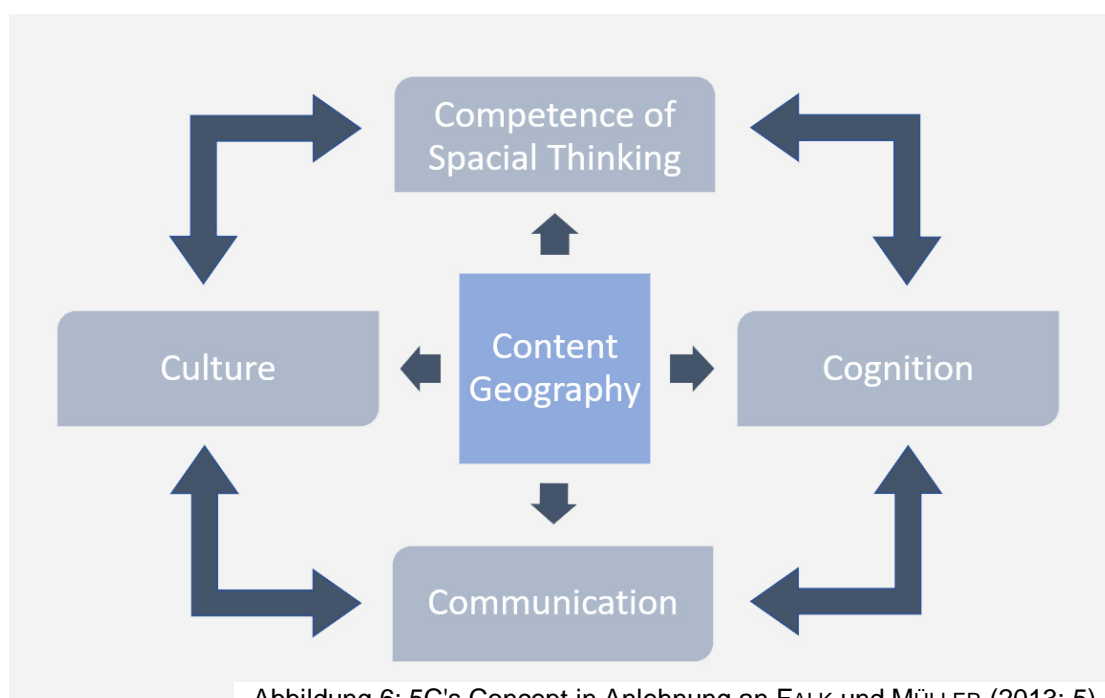 Competence of
Spacial Thinking
Culture
Content
Geography
Cognition
Communication
Abbildung 6: 5C's Concept in Anlehnung an FALK und MÜLLER (2013: 5)